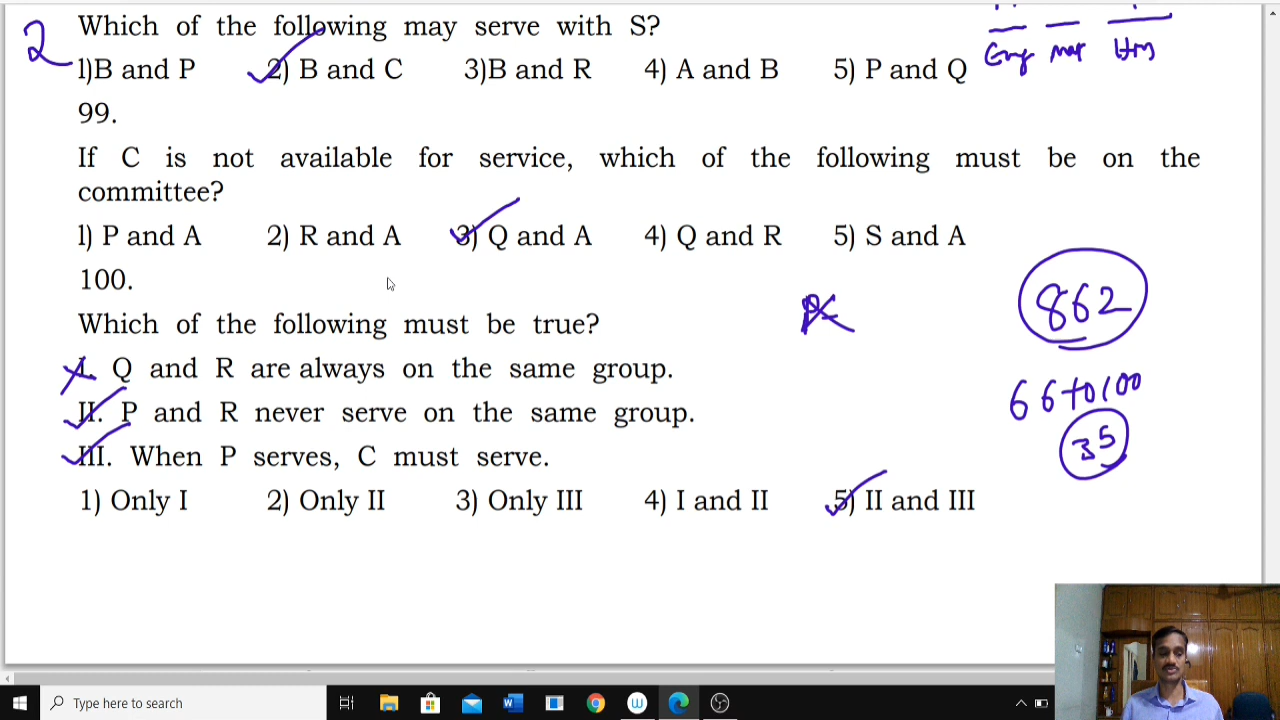 2 Which of the following may serve with S?
1)B and P 2) B and C 3)B and R 4) A and B 5) P and Q
Eng Mar Hm
99.
If C is not available for service, which of the following must be on the
committee?
1) P and A 2) R and A 3) Q and A 4) Q and R 5) S and A
100.
Which of the following must be true?
862
I. Q and R are always on the same group.
66 to 100
II. P and R never serve on the same group.
35
III. When P serves, C must serve.
1) Only I 2) Only II 3) Only III 4) I and II 5) II and III
Type here to search